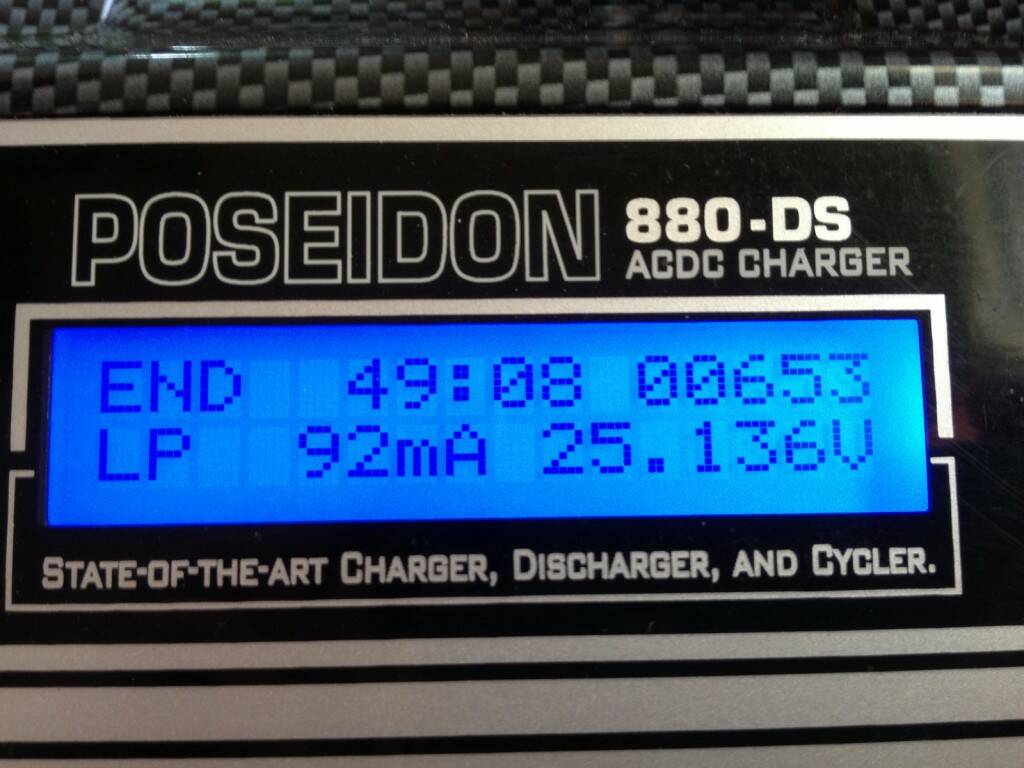 POSEIDON 880-DS
ACDC CHARGER
END 49:08 00653
LP 92mA 25.136V
STATE-OF-THE-ART CHARGER, DISCHARGER, AND CYCLER.